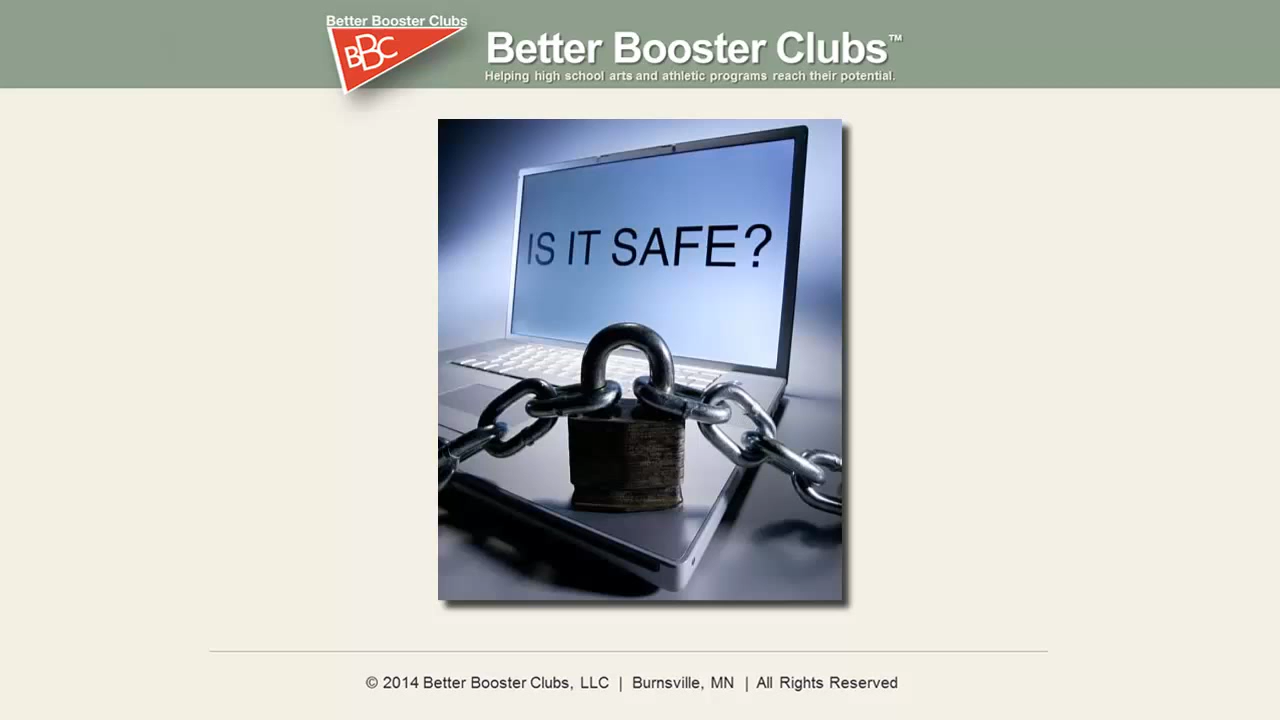 Better Booster Clubs
BBC
Better Booster Clubs™
Helping high school arts and athletic programs reach their potential.
IS IT SAFE?
© 2014 Better Booster Clubs, LLC | Burnsville, MN | All Rights Reserved